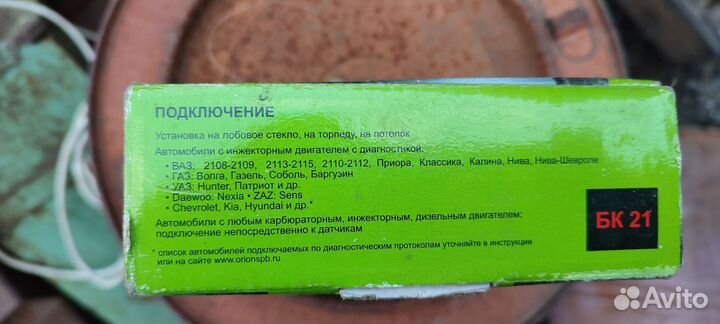 ПОДКЛЮЧЕНИЕ
Установка на лобовое стекло, на торпеду, на потолок
Автомобили с инжекторным двигателем с диагностикой:
• ВАЗ: 2108-2109, 2113-2115, 2110-2112, Приора, Классика, Калина, Нива, Нива-Шевроле
• ГАЗ: Волга, Газель, Соболь, Баргузин
• УАЗ: Hunter, Патриот и др.
• Daewoo: Nexia • ZAZ: Sens
• Chevrolet, Kia, Hyundai и др.*
Автомобили с любым карбюраторным, инжекторным, дизельным двигателем:
подключение непосредственно к датчикам
* список автомобилей подключаемых по диагностическим протоколам уточняйте в инструкции
или на сайте www.orionspb.ru
БК 21
Avito